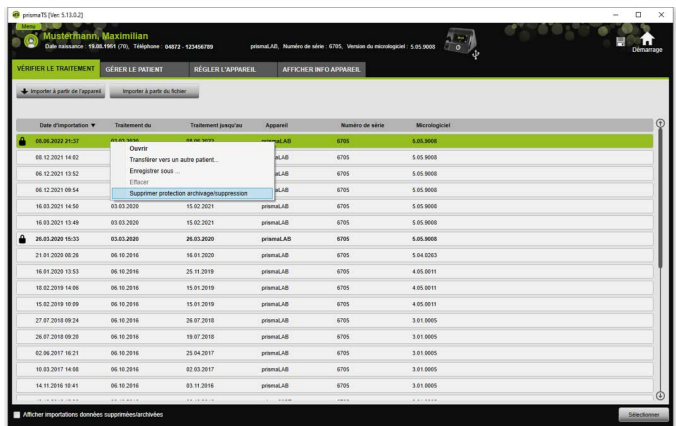 prismaTS [Ver. 5.13.0.2]
Menu
Mustermann, Maximilian
Date naissance : 19.08.1961 (70), Téléphone : 04872 - 123456789 prismaLAB, Numéro de série : 6705, Version du micrologiciel : 5.05.9008
Démarrage
VÉRIFIER LE TRAITEMENT GÉRER LE PATIENT RÉGLER L'APPAREIL AFFICHER INFO APPAREIL
Importer à partir de l'appareil Importer à partir du fichier
Date d'importation ▼ Traitement du Traitement jusqu'au Appareil Numéro de série Micrologiciel
08.06.2022 21:37 03.02.2020 08.06.2022 prismaLAB 6705 5.05.9008
Ouvrir
08.12.2021 14:02 prismaLAB 6705 5.05.9008
Transférer vers un autre patient...
06.12.2021 13:52 prismaLAB 6705 5.05.9008
Enregistrer sous ...
Effacer
06.12.2021 09:54 prismaLAB 6705 5.05.9008
Supprimer protection archivage/suppression
16.03.2021 14:50 03.03.2020 15.02.2021 prismaLAB 6705 5.05.9008
16.03.2021 13:49 03.03.2020 15.02.2021 prismaLAB 6705 5.05.9008
26.03.2020 15:33 03.03.2020 26.03.2020 prismaLAB 6705 5.05.9008
21.01.2020 08:26 06.10.2016 16.01.2020 prismaLAB 6705 5.04.0263
16.01.2020 13:53 06.10.2016 25.11.2019 prismaLAB 6705 4.05.0011
18.02.2019 14:06 06.10.2016 15.01.2019 prismaLAB 6705 4.05.0011
15.02.2019 10:09 06.10.2016 15.01.2019 prismaLAB 6705 4.05.0011
27.07.2018 09:24 06.10.2016 26.07.2018 prismaLAB 6705 3.01.0005
26.07.2018 09:20 06.10.2016 19.07.2018 prismaLAB 6705 3.01.0005
02.06.2017 16:21 06.10.2016 25.04.2017 prismaLAB 6705 3.01.0005
10.03.2017 14:08 06.10.2016 02.03.2017 prismaLAB 6705 3.01.0005
14.11.2016 10:41 06.10.2016 03.11.2016 prismaLAB 6705 3.01.0005
Afficher importations données supprimées/archivées Sélectionner